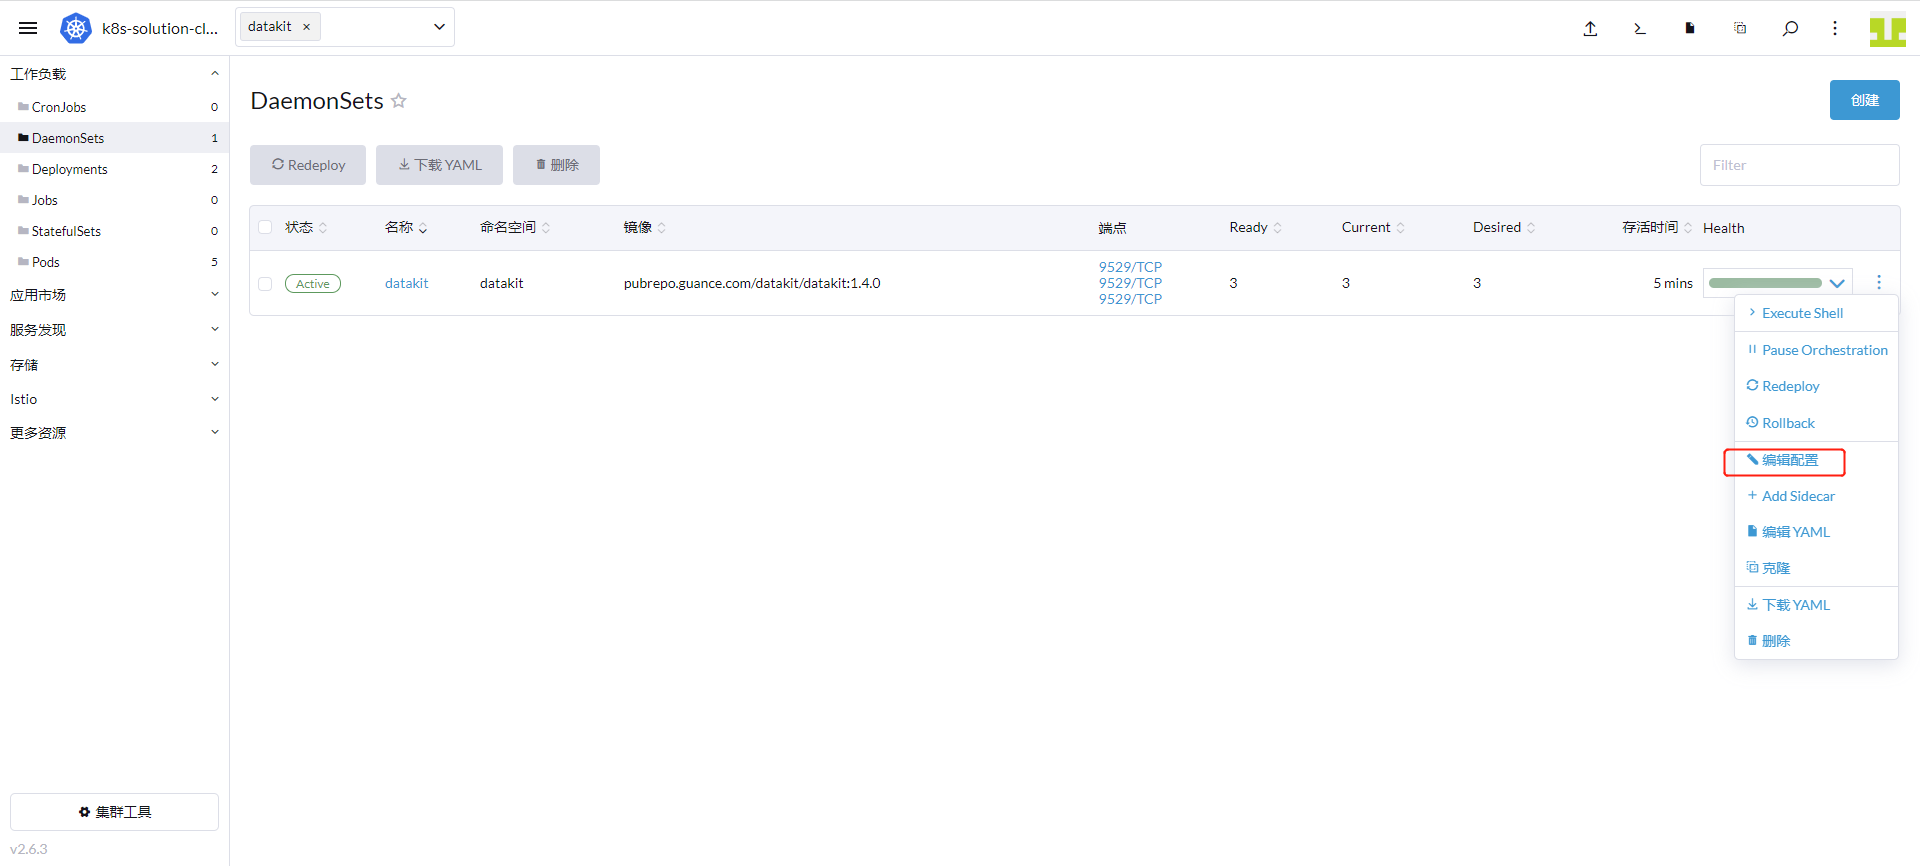 k8s-solution-cl...
datakit ×
工作负载
CronJobs 0
DaemonSets 1
Deployments 2
Jobs 0
StatefulSets 0
Pods 5
应用市场
服务发现
存储
Istio
更多资源
集群工具
v2.6.3
DaemonSets
创建
Redeploy
下载 YAML
删除
Filter
状态 名称 命名空间 镜像 端点 Ready Current Desired 存活时间 Health
Active datakit datakit pubrepo.guance.com/datakit/datakit:1.4.0 9529/TCP 3 3 3 5 mins
9529/TCP
9529/TCP
Execute Shell
Pause Orchestration
Redeploy
Rollback
编辑配置
Add Sidecar
编辑 YAML
克隆
下载 YAML
删除